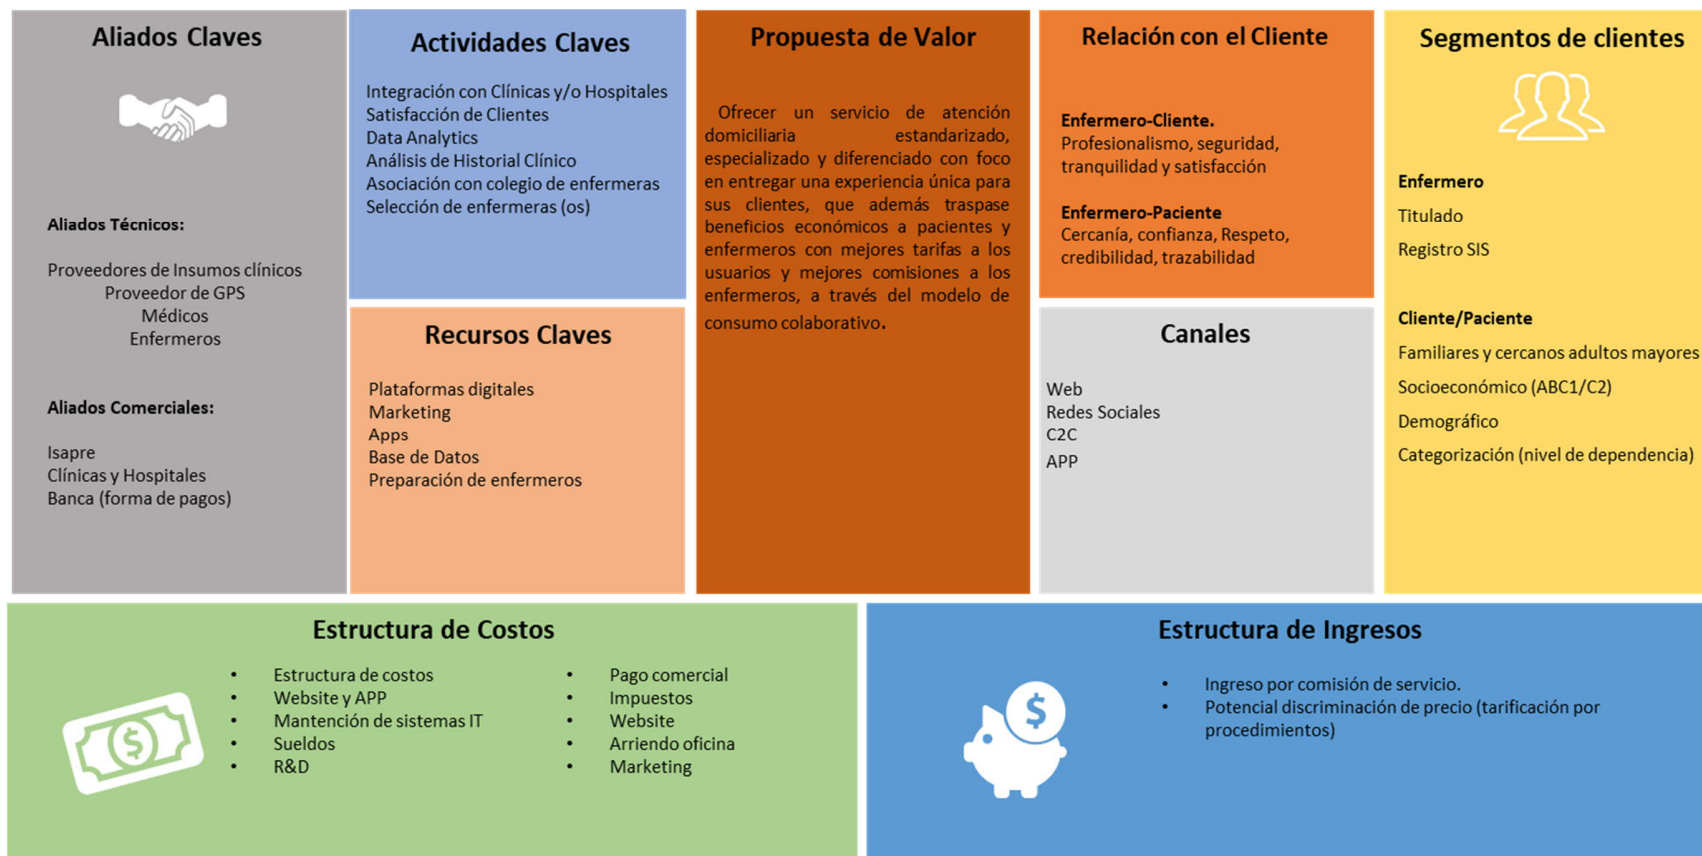 Aliados Claves
Aliados Técnicos:
Proveedores de Insumos clínicos
Proveedor de GPS
Médicos
Enfermeros
Aliados Comerciales:
Isapre
Clínicas y Hospitales
Banca (forma de pagos)
Actividades Claves
Integración con Clínicas y/o Hospitales
Satisfacción de Clientes
Data Analytics
Análisis de Historial Clínico
Asociación con colegio de enfermeras
Selección de enfermeras (os)
Recursos Claves
Plataformas digitales
Marketing
Apps
Base de Datos
Preparación de enfermeros
Propuesta de Valor
Ofrecer un servicio de atención
domiciliaria estandarizado,
especializado y diferenciado con foco
en entregar una experiencia única para
sus clientes, que además traspase
beneficios económicos a pacientes y
enfermeros con mejores tarifas a los
usuarios y mejores comisiones a los
enfermeros, a través del modelo de
consumo colaborativo.
Relación con el Cliente
Enfermero-Cliente.
Profesionalismo, seguridad,
tranquilidad y satisfacción
Enfermero-Paciente
Cercanía, confianza, Respeto,
credibilidad, trazabilidad
Canales
Web
Redes Sociales
C2C
APP
Segmentos de clientes
Enfermero
Titulado
Registro SIS
Cliente/Paciente
Familiares y cercanos adultos mayores
Socioeconómico (ABC1/C2)
Demográfico
Categorización (nivel de dependencia)
Estructura de Costos
$
• Estructura de costos
• Website y APP
• Mantención de sistemas IT
• Sueldos
• R&D
• Pago comercial
• Impuestos
• Website
• Arriendo oficina
• Marketing
Estructura de Ingresos
$
• Ingreso por comisión de servicio.
• Potencial discriminación de precio (tarificación por
procedimientos)